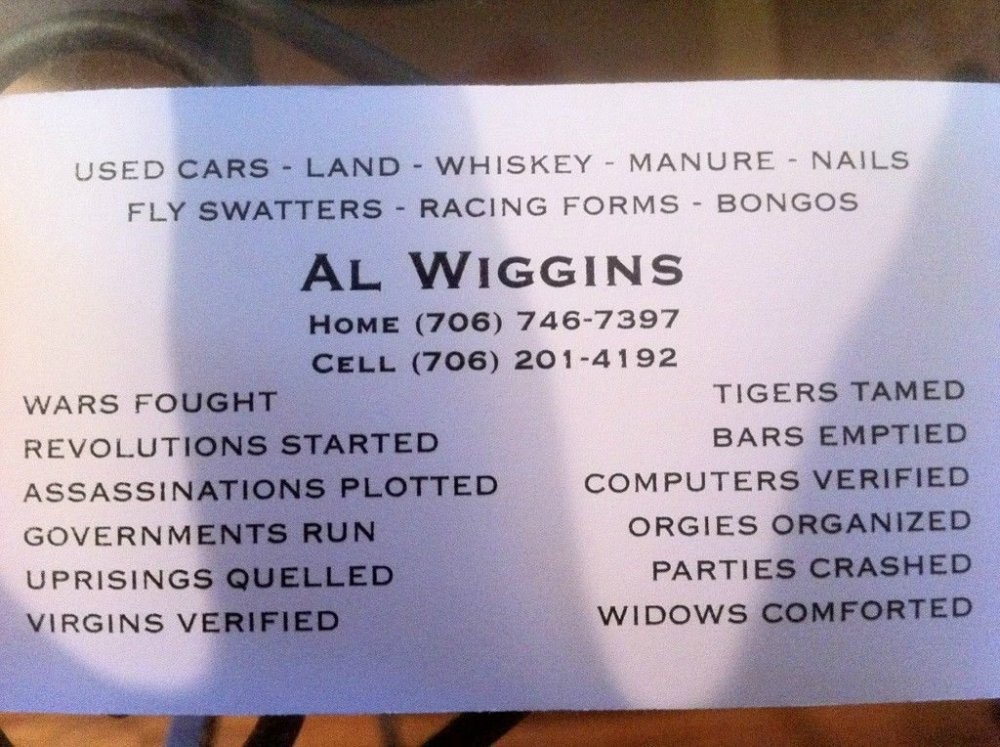 USED CARS - LAND - WHISKEY - MANURE - NAILS
FLY SWATTERS - RACING FORMS - BONGOS
AL WIGGINS
HOME (706) 746-7397
CELL (706) 201-4192
WARS FOUGHT
REVOLUTIONS STARTED
ASSASSINATIONS PLOTTED
GOVERNMENTS RUN
UPRISINGS QUELLED
VIRGINS VERIFIED
TIGERS TAMED
BARS EMPTIED
COMPUTERS VERIFIED
ORGIES ORGANIZED
PARTIES CRASHED
WIDOWS COMFORTED